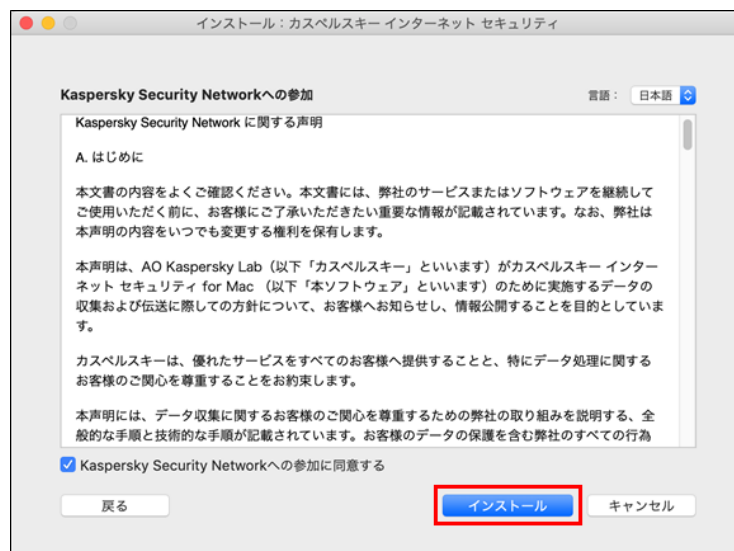 インストール：カスペルスキー インターネット セキュリティ
Kaspersky Security Networkへの参加
言語： 日本語
Kaspersky Security Network に関する声明
A. はじめに
本文書の内容をよくご確認ください。本文書には、弊社のサービスまたはソフトウェアを継続して
ご使用いただく前に、お客様にご了承いただきたい重要な情報が記載されています。なお、弊社は
本声明の内容をいつでも変更する権利を保有します。
本声明は、AO Kaspersky Lab（以下「カスペルスキー」といいます）がカスペルスキー インター
ネット セキュリティ for Mac （以下「本ソフトウェア」といいます）のために実施するデータの
収集および伝送に際しての方針について、お客様へお知らせし、情報公開することを目的としていま
す。
カスペルスキーは、優れたサービスをすべてのお客様へ提供することと、特にデータ処理に関する
お客様のご関心を尊重することをお約束します。
本声明には、データ収集に関するお客様のご関心を尊重するための弊社の取り組みを説明する、全
般的な手順と技術的な手順が記載されています。お客様のデータの保護を含む弊社のすべての行為
Kaspersky Security Networkへの参加に同意する
戻る
インストール
キャンセル